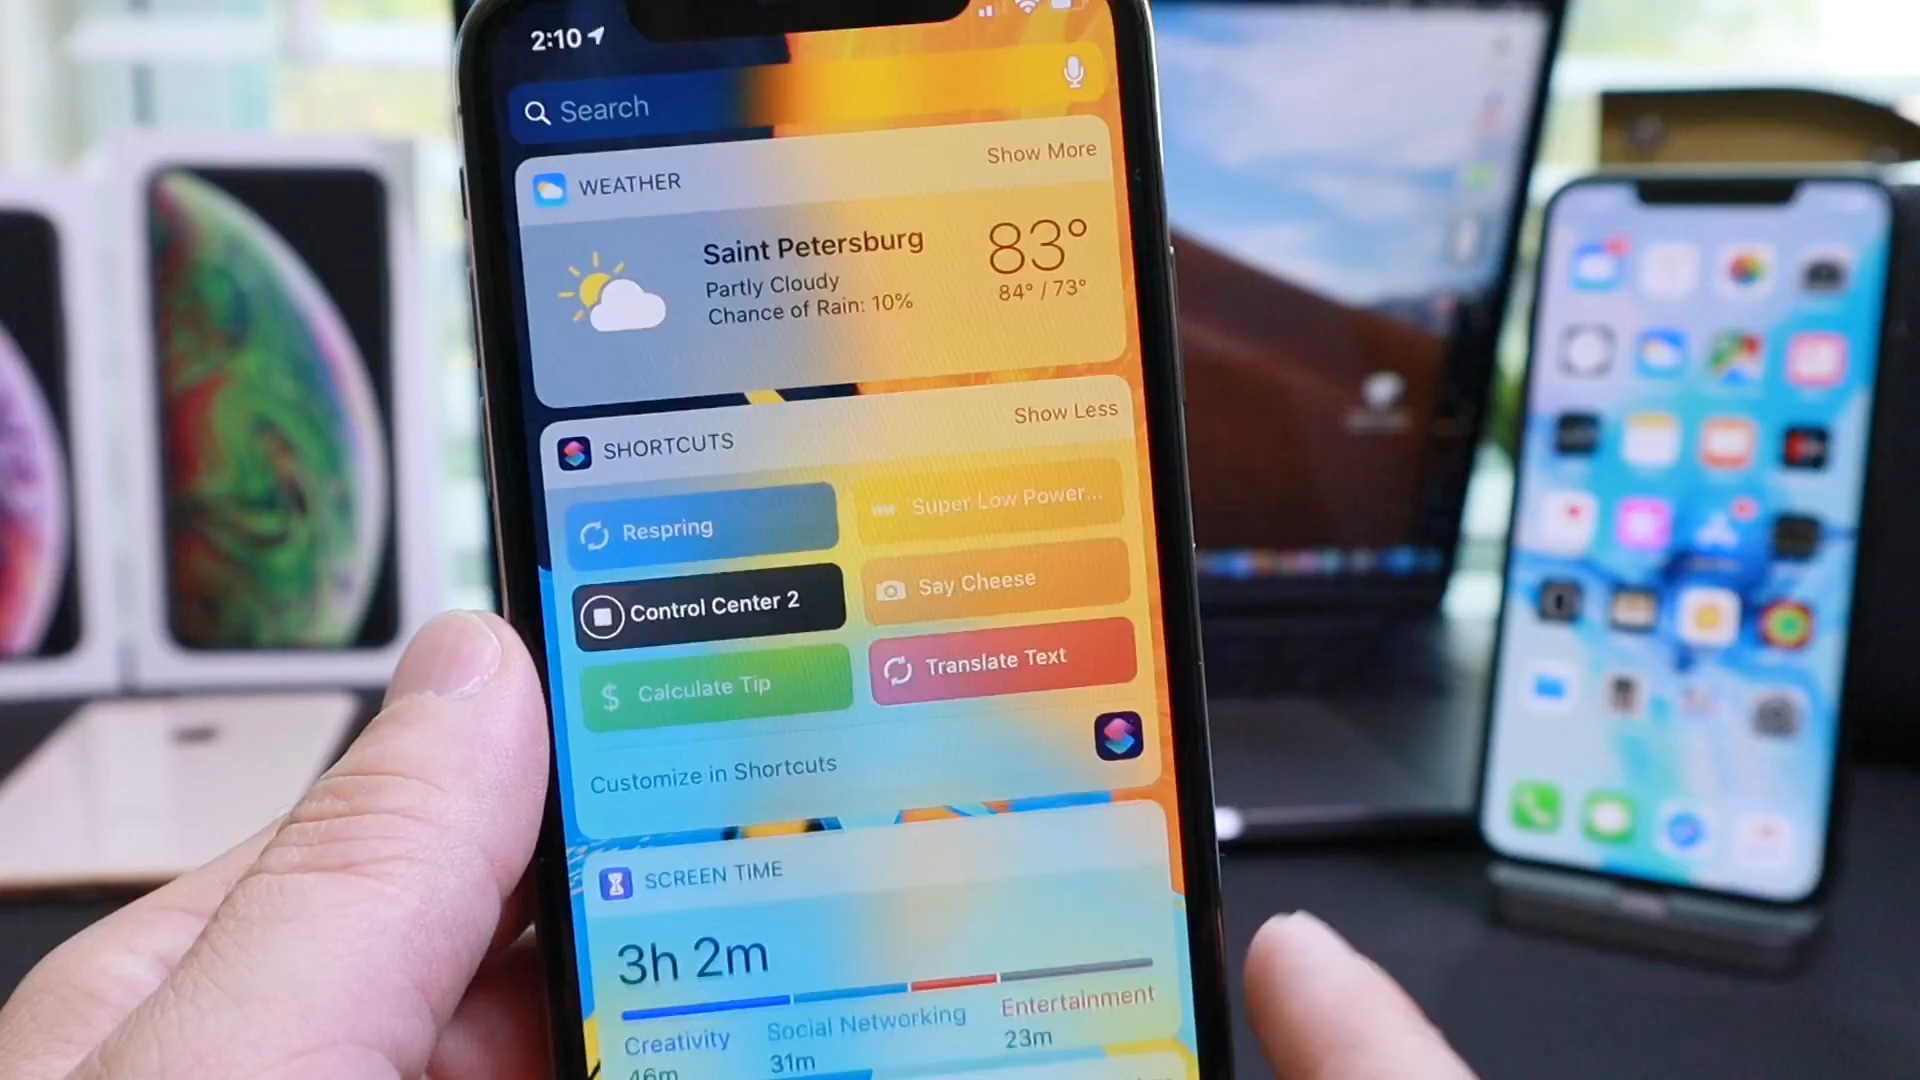 2:10
Search
WEATHER
Show More
Saint Petersburg
Partly Cloudy
Chance of Rain: 10%
83°
84° / 73°
SHORTCUTS
Show Less
Respring
Super Low Power...
Control Center 2
Say Cheese
$ Calculate Tip
Translate Text
Customize in Shortcuts
SCREEN TIME
3h 2m
Creativity
Social Networking
Entertainment
46m
31m
23m